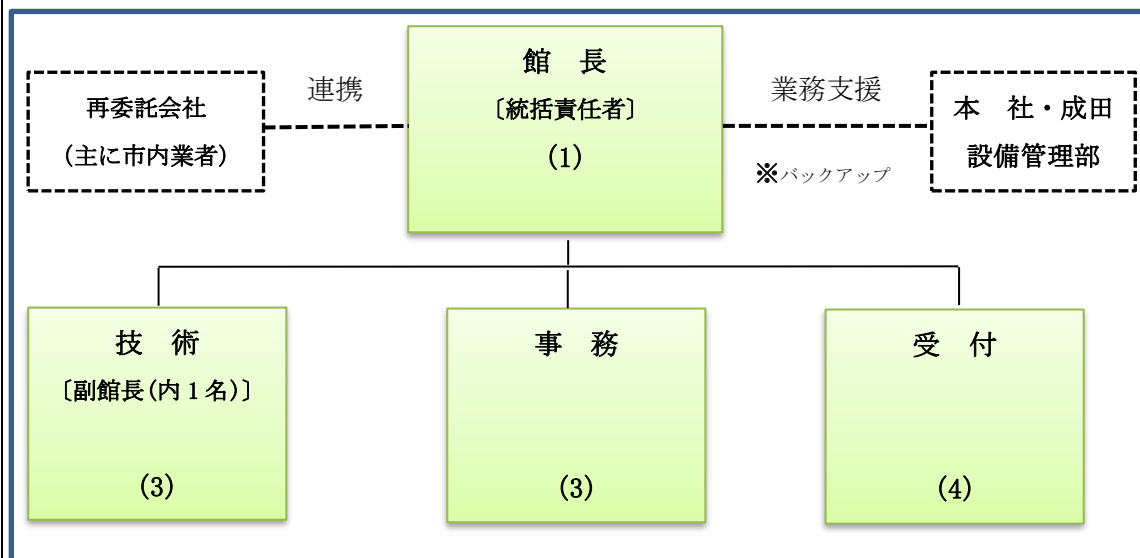 館　長
〔統括責任者〕
(1)
再委託会社
(主に市内業者)
連携
業務支援
※バックアップ
本　社・成田
設備管理部
技　術
〔副館長(内１名)〕
(3)
事　務
(3)
受　付
(4)